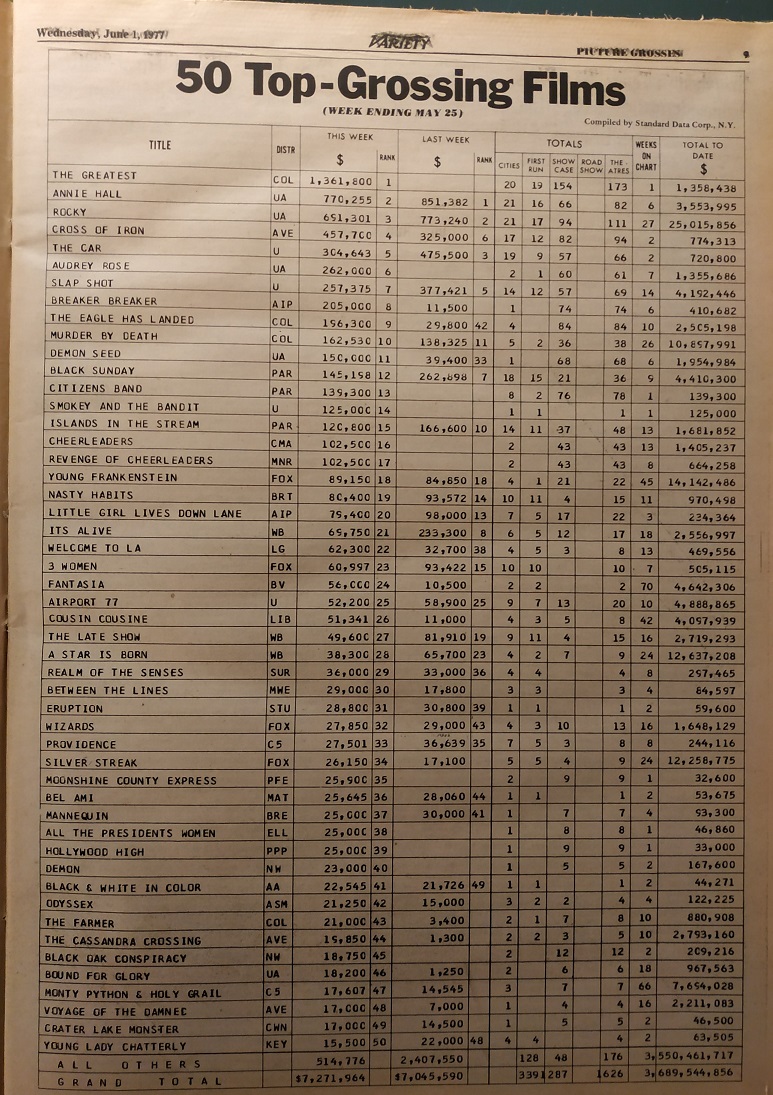 Wednesday, June 1, 1977
VARIETY
PICTURE GROSSES
50 Top-Grossing Films
(WEEK ENDING MAY 25)
Compiled by Standard Data Corp., N.Y.
TITLE DISTR THIS WEEK $ RANK LAST WEEK $ RANK TOTALS CITIES FIRST RUN SHOW CASE ROAD SHOW THE-ATRES WEEKS ON CHART TOTAL TO DATE $
THE GREATEST COL 1,361,800 1 20 19 154 173 1 1,358,438
ANNIE HALL UA 770,255 2 851,382 1 21 16 66 82 6 3,553,995
ROCKY UA 691,301 3 773,240 2 21 17 94 111 27 25,015,856
CROSS OF IRON AVE 457,700 4 325,000 6 17 12 82 94 2 774,313
THE CAR U 304,643 5 475,500 3 19 9 57 66 2 720,800
AUDREY ROSE UA 262,000 6 2 1 60 61 7 1,355,686
SLAP SHOT U 257,375 7 377,421 5 14 12 57 69 14 4,192,446
BREAKER BREAKER AIP 205,000 8 11,500 1 74 74 6 410,682
THE EAGLE HAS LANDED COL 196,300 9 29,800 42 4 84 84 10 2,505,198
MURDER BY DEATH COL 162,530 10 138,325 11 5 2 36 38 26 10,857,991
DEMON SEED UA 150,000 11 39,400 33 1 68 68 6 1,954,984
BLACK SUNDAY PAR 145,198 12 262,898 7 18 15 21 36 9 4,410,300
CITIZENS BAND PAR 139,300 13 8 2 76 78 1 139,300
SMOKEY AND THE BANDIT U 125,000 14 1 1 1 1 125,000
ISLANDS IN THE STREAM PAR 120,800 15 166,600 10 14 11 37 48 13 1,681,852
CHEERLEADERS CMA 102,500 16 2 43 43 13 1,405,237
REVENGE OF CHEERLEADERS MNR 102,500 17 2 43 43 8 664,258
YOUNG FRANKENSTEIN FOX 89,150 18 84,850 18 4 1 21 22 45 14,142,486
NASTY HABITS BRT 80,400 19 93,572 14 10 11 4 15 11 970,498
LITTLE GIRL LIVES DOWN LANE AIP 79,400 20 98,000 13 7 5 17 22 3 234,364
ITS ALIVE WB 65,750 21 233,300 8 6 5 12 17 18 2,556,997
WELCOME TO LA LG 62,300 22 32,700 38 4 5 3 8 13 469,556
3 WOMEN FOX 60,997 23 93,422 15 10 10 10 7 505,115
FANTASIA BV 56,000 24 10,500 2 2 2 70 4,642,306
AIRPORT 77 U 52,200 25 58,900 25 9 7 13 20 10 4,888,865
COUSIN COUSINE LIB 51,341 26 11,000 4 3 5 8 42 4,097,939
THE LATE SHOW WB 49,600 27 81,910 19 9 11 4 15 16 2,719,293
A STAR IS BORN WB 38,300 28 65,700 23 4 2 7 9 24 12,637,208
REALM OF THE SENSES SUR 36,000 29 33,000 36 4 4 4 8 297,465
BETWEEN THE LINES MWE 29,000 30 17,800 3 3 3 4 84,597
ERUPTION STU 28,800 31 30,800 39 1 1 1 2 59,600
WIZARDS FOX 27,850 32 29,000 43 4 3 10 13 16 1,648,129
PROVIDENCE C5 27,501 33 36,639 35 7 5 3 8 8 244,116
SILVER STREAK FOX 26,150 34 17,100 5 5 4 9 24 12,258,775
MOONSHINE COUNTY EXPRESS PFE 25,900 35 2 9 9 1 32,600
BEL AMI MAT 25,645 36 28,060 44 1 1 1 2 53,675
MANNEQUIN BRE 25,000 37 30,000 41 1 7 7 4 93,300
ALL THE PRESIDENTS WOMEN ELL 25,000 38 1 8 8 1 46,860
HOLLYWOOD HIGH PPP 25,000 39 1 9 9 1 33,000
DEMON NW 23,000 40 1 5 5 2 167,600
BLACK & WHITE IN COLOR AA 22,545 41 21,726 49 1 1 1 2 44,271
ODYSSEX ASM 21,250 42 15,000 3 2 2 4 4 122,225
THE FARMER COL 21,000 43 3,400 2 1 7 8 10 880,908
THE CASSANDRA CROSSING AVE 19,850 44 1,300 2 2 3 5 10 2,793,160
BLACK OAK CONSPIRACY NW 18,750 45 2 12 12 2 209,216
BOUND FOR GLORY UA 18,200 46 1,250 2 6 6 18 967,563
MONTY PYTHON & HOLY GRAIL C5 17,607 47 14,545 3 7 7 66 7,694,028
VOYAGE OF THE DAMNED AVE 17,000 48 7,000 1 4 4 16 2,211,083
CRATER LAKE MONSTER CWN 17,000 49 14,500 1 5 5 2 46,500
YOUNG LADY CHATTERLY KEY 15,500 50 22,000 48 4 4 4 2 63,505
ALL OTHERS 514,776 2,407,550 128 48 176 3,550,461,717
GRAND TOTAL $7,271,964 $7,045,590 339 1287 1626 3,689,544,856